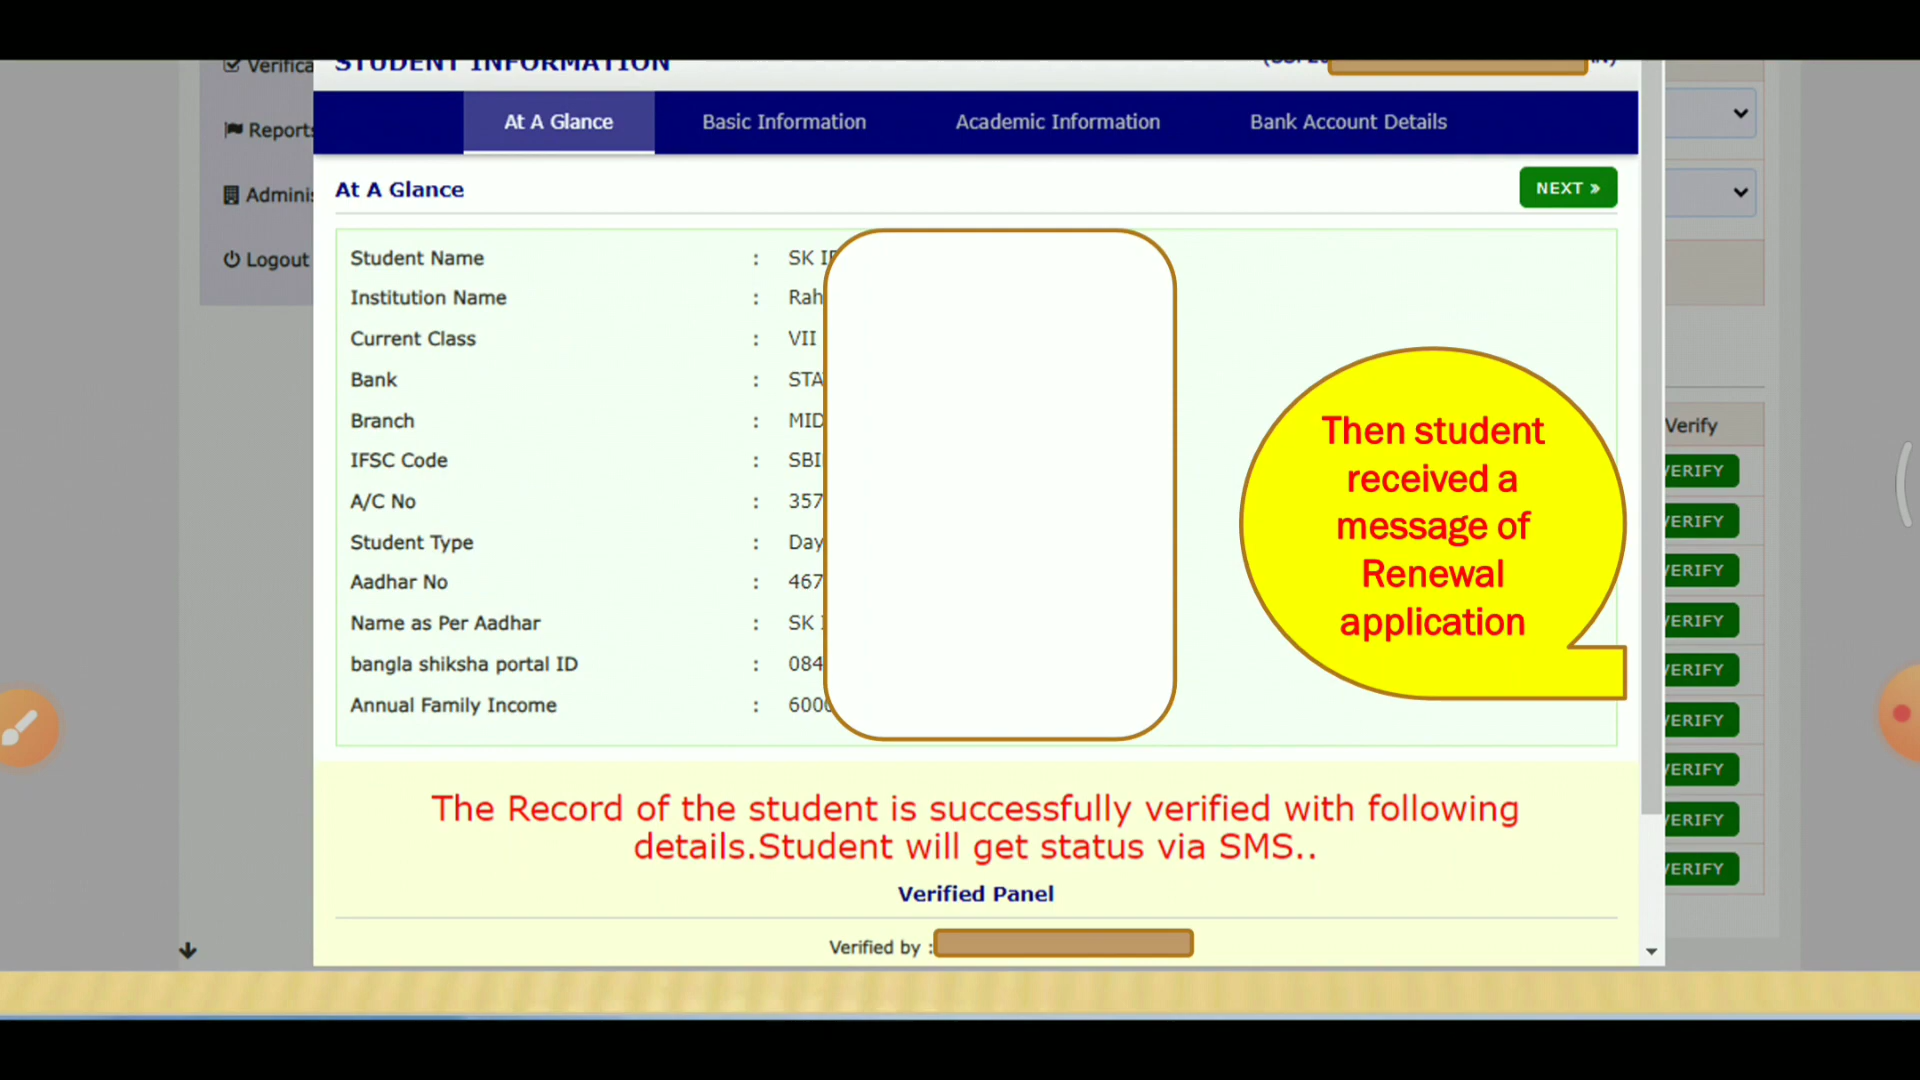 STUDENT INFORMATION
Verifica
Reports
Adminis
Logout
At A Glance
Basic Information
Academic Information
Bank Account Details
At A Glance
NEXT »
Student Name : SK
Institution Name : Rah
Current Class : VII
Bank : STA
Branch : MID
IFSC Code : SBI
A/C No : 357
Student Type : Day
Aadhar No : 467
Name as Per Aadhar : SK
bangla shiksha portal ID : 084
Annual Family Income : 600
Then student
received a
message of
Renewal
application
Verify
VERIFY
VERIFY
VERIFY
VERIFY
VERIFY
VERIFY
VERIFY
VERIFY
VERIFY
The Record of the student is successfully verified with following
details.Student will get status via SMS..
Verified Panel
Verified by :